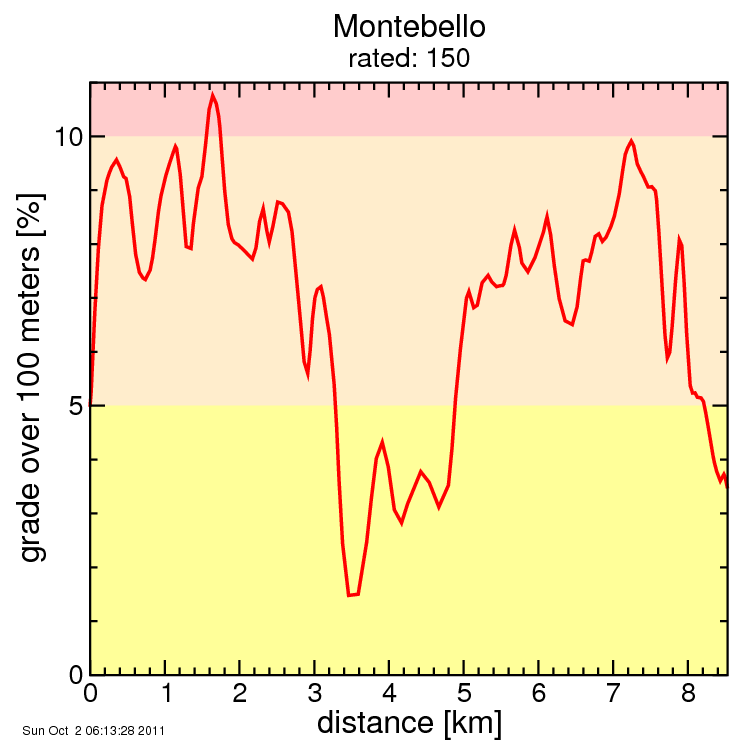 Montebello
rated: 150
grade over 100 meters [%]
10
5
0
0 1 2 3 4 5 6 7 8
distance [km]
Sun Oct  2 06:13:28 2011